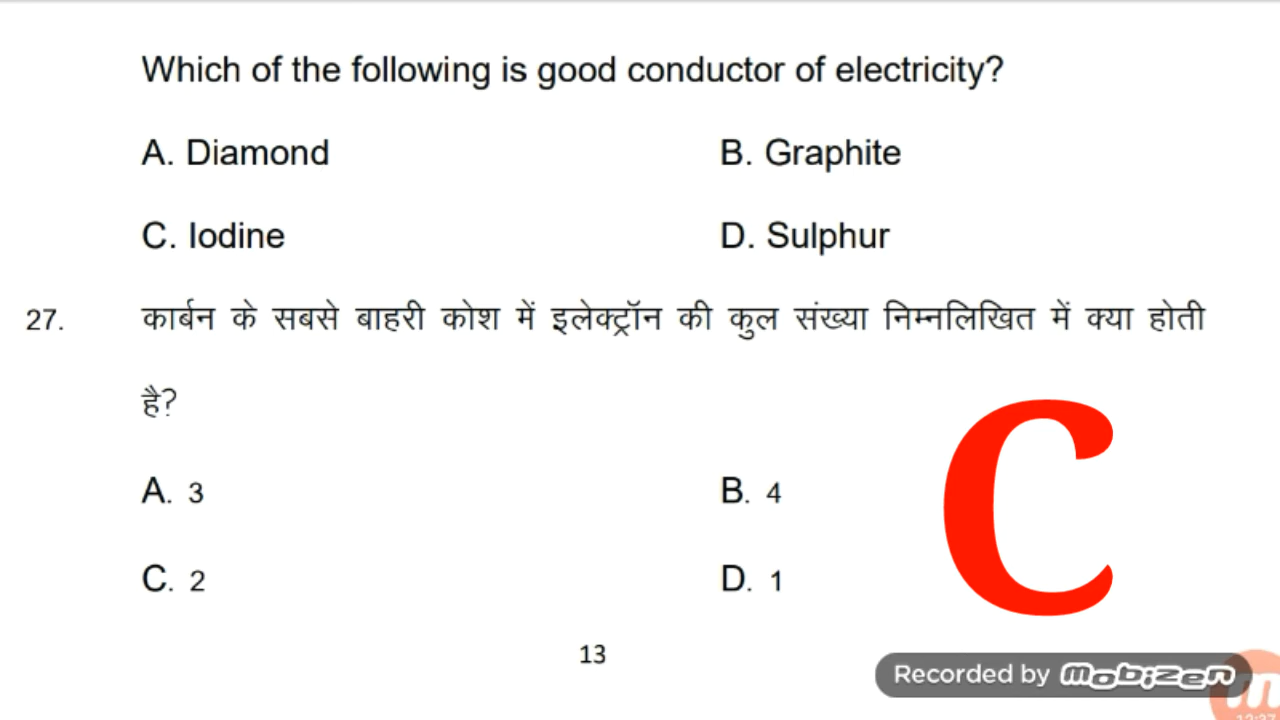 Which of the following is good conductor of electricity?
A. Diamond B. Graphite
C. Iodine D. Sulphur
27. कार्बन के सबसे बाहरी कोश में इलेक्ट्रॉन की कुल संख्या निम्नलिखित में क्या होती
है?
A. 3 B. 4
C. 2 D. 1
C
13
Recorded by mobizen